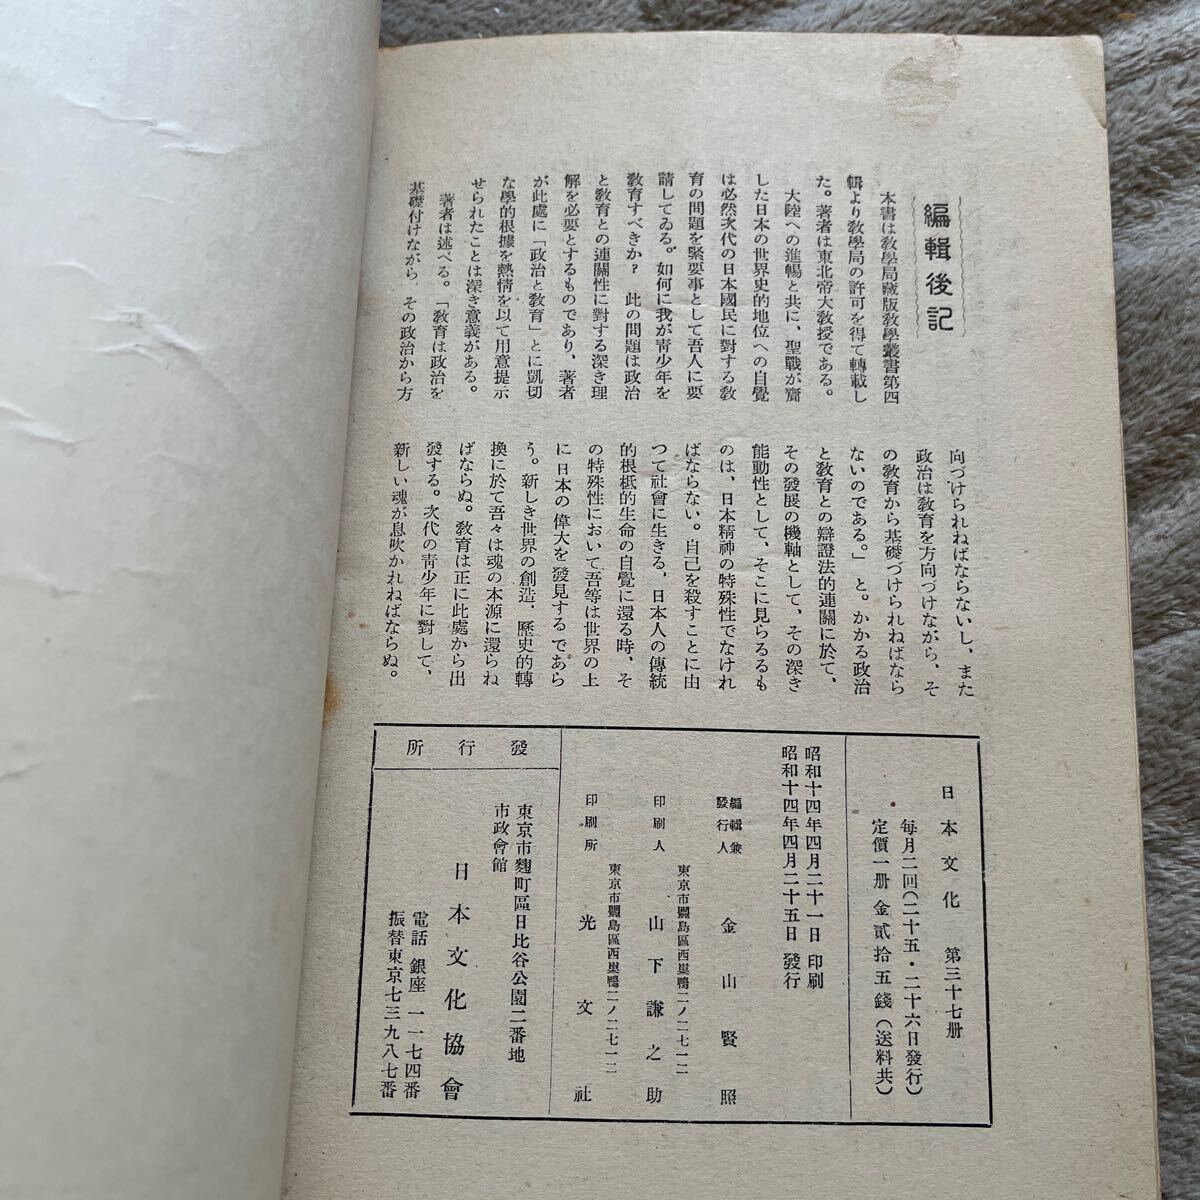 編輯後記
本書は敎學局藏版敎學叢書第四
輯より敎學局の許可を得て轉載し
た。著者は東北帝大敎授である。
大陸への進暢と共に、聖戰が齎
した日本の世界史的地位への自覺
は必然次代の日本國民に對する敎
育の問題を緊要事として吾人に要
請してゐる。如何に我が靑少年を
敎育すべきか? 此の問題は政治
と敎育との連關性に對する深き理
解を必要とするものであり、著者
が此處に「政治と敎育」とに凱切
な學的根據を熱情を以て用意提示
せられたことは深き意義がある。
著者は述べる。「敎育は政治を
基礎付けながら、その政治から方
向づけられねばならないし、また
政治は敎育を方向づけながら、そ
の敎育から基礎づけられねばなら
ないのである。」と。かかる政治
と敎育との辯證法的連關に於て、
その發展の機軸として、その深き
能動性として、そこに見らるるも
のは、日本精神の特殊性でなけれ
ばならない。自己を殺すことに由
つて社會に生きる、日本人の傳統
的根柢的生命の自覺に還る時、そ
の特殊性において吾等は世界の上
に日本の偉大を發見するであら
う。新しき世界の創造、歷史的轉
換に於て吾々は魂の本源に還らね
ばならぬ。敎育は正に此處から出
發する。次代の靑少年に對して、
新しい魂が息吹かれねばならぬ。
日本文化 第三十七册
每月二回(二十五・二十六日發行)
定價一册金貳拾五錢(送料共)
昭和十四年四月二十一日印刷
昭和十四年四月二十五日發行
編輯兼
發行人 金山賢照
東京市豐島區西巢鴨二ノ二七一二
印刷人 山下謙之助
東京市豐島區西巢鴨二ノ二七一二
印刷所 光文社
發行所
東京市麴町區日比谷公園二番地
市政會館
日本文化協會
電話銀座一一七四番
振替東京七三九八七番